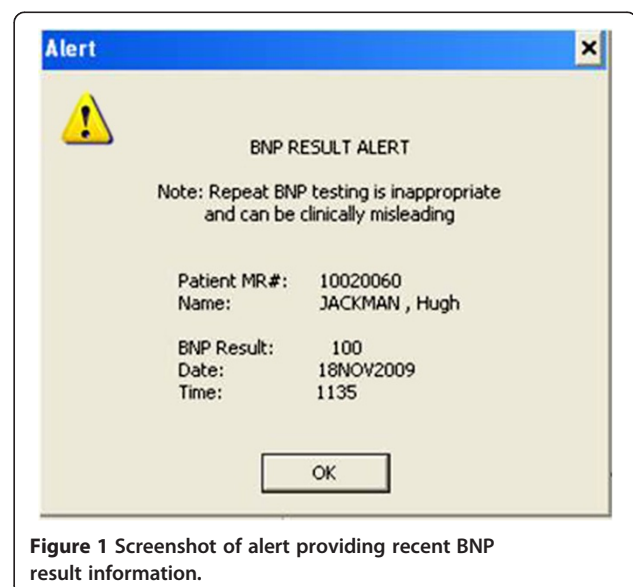 Alert
BNP RESULT ALERT
Note: Repeat BNP testing is inappropriate
and can be clinically misleading
Patient MR#: 10020060
Name: JACKMAN , Hugh
BNP Result: 100
Date: 18NOV2009
Time: 1135
OK
Figure 1 Screenshot of alert providing recent BNP
result information.